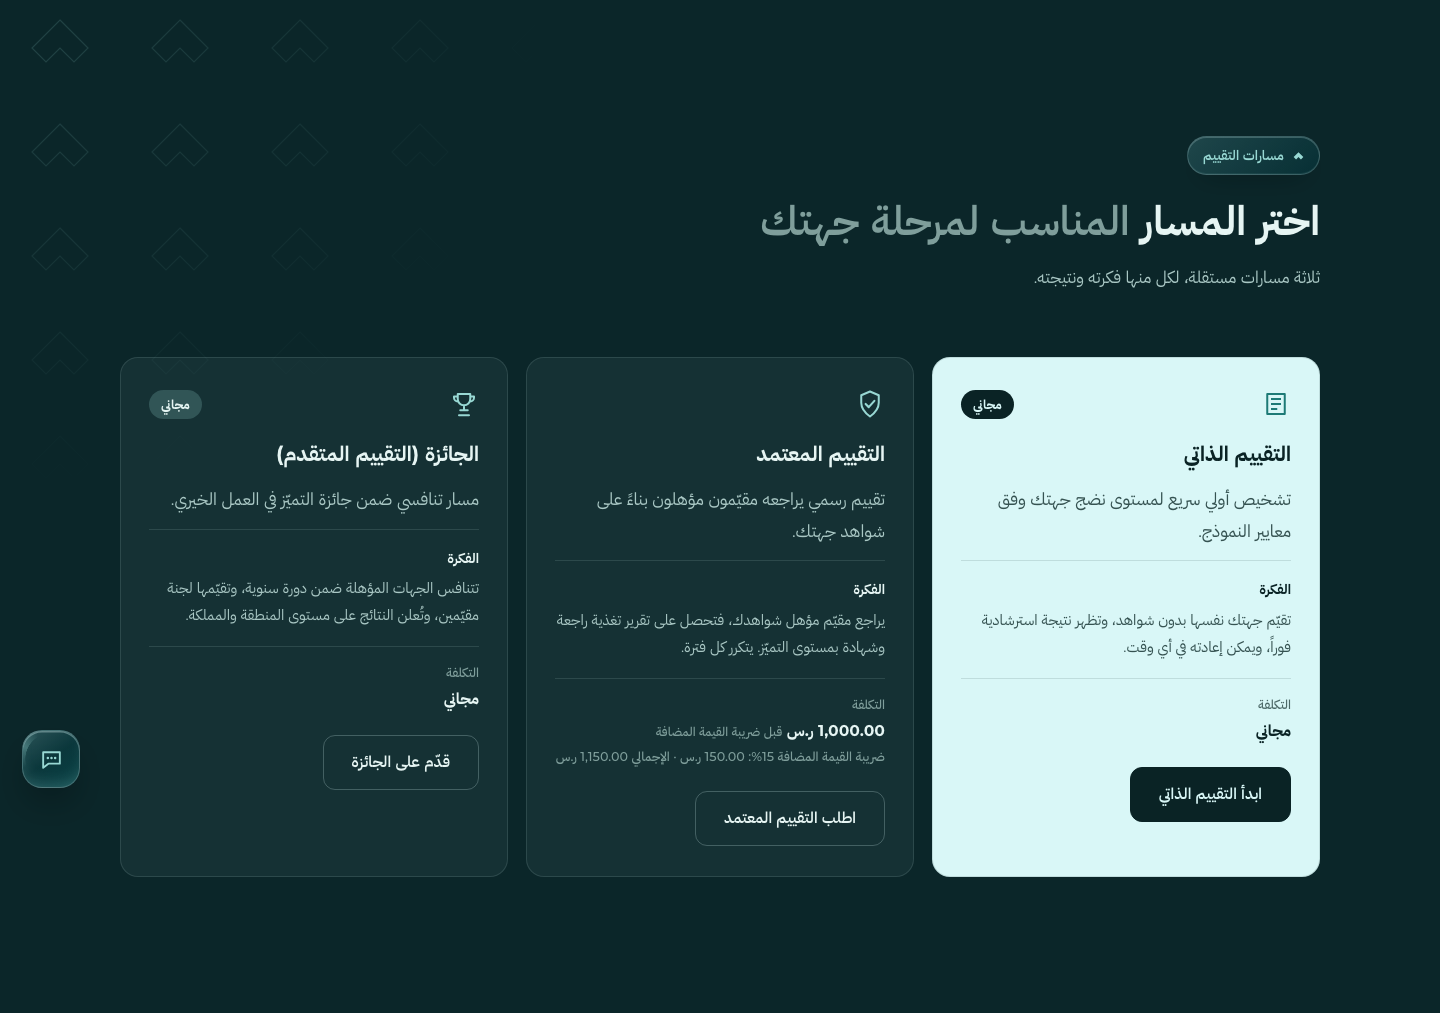 مسارات التقييم
اختر المسار المناسب لمرحلة جهتك
ثلاثة مسارات مستقلة، لكل منها فكرته ونتيجته.
مجاني
التقييم الذاتي
تشخيص أولي سريع لمستوى نضج جهتك وفق
معايير النموذج.
الفكرة
تقيّم جهتك نفسها بدون شواهد، وتظهر نتيجة استرشادية
فوراً، ويمكن إعادته في أي وقت.
التكلفة
مجاني
ابدأ التقييم الذاتي
التقييم المعتمد
تقييم رسمي يراجعه مقيّمون مؤهلون بناءً على
شواهد جهتك.
الفكرة
يراجع مقيّم مؤهل شواهدك، فتحصل على تقرير تغذية راجعة
وشهادة بمستوى التميّز. يتكرر كل فترة.
التكلفة
1,000.00 ر.س قبل ضريبة القيمة المضافة
ضريبة القيمة المضافة 15%: 150.00 ر.س · الإجمالي 1,150.00 ر.س
اطلب التقييم المعتمد
مجاني
الجائزة (التقييم المتقدم)
مسار تنافسي ضمن جائزة التميّز في العمل الخيري.
الفكرة
تتنافس الجهات المؤهلة ضمن دورة سنوية، وتقيّمها لجنة
مقيّمين، وتُعلن النتائج على مستوى المنطقة والمملكة.
التكلفة
مجاني
قدّم على الجائزة